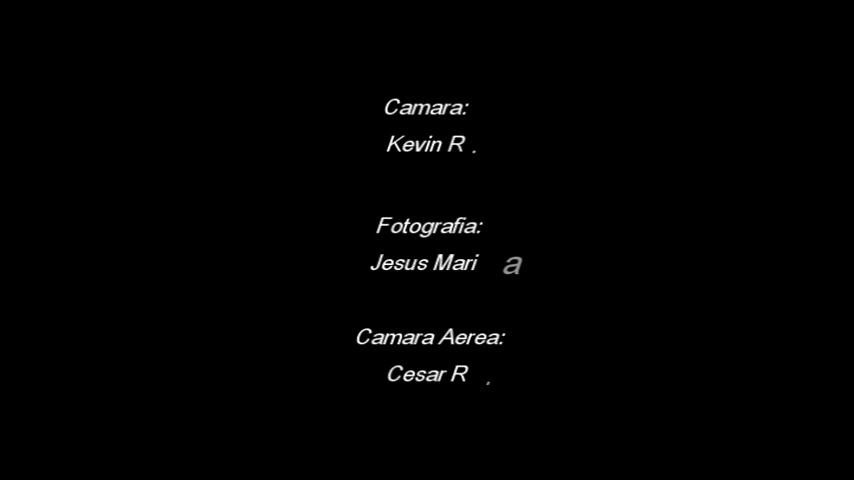 Camara:
Kevin R .
Fotografia:
Jesus Mari a
Camara Aerea:
Cesar R .